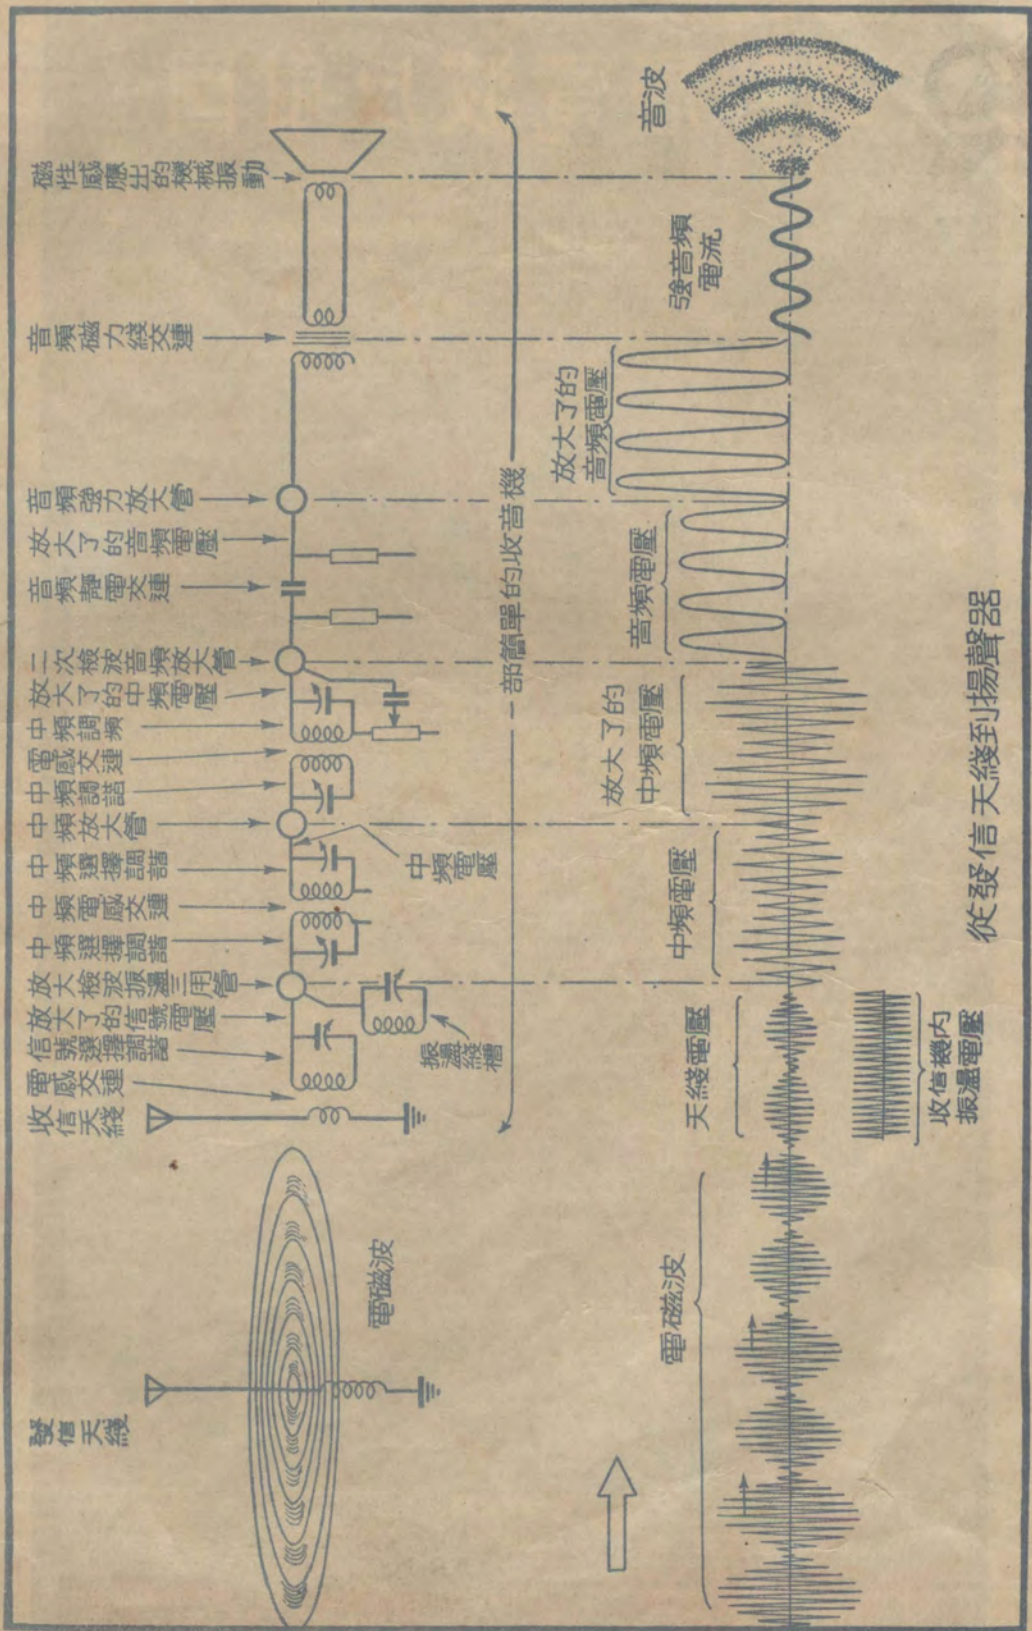 發信天綫
收信天綫
電感交連
信號選擇調諧
放大了的信號電壓
放大檢波振盪三用管
中頻選擇調諧
中頻電感交連
中頻選擇調諧
中頻放大管
中頻調諧
電感交連
中頻調頻
放大了的中頻電壓
二次檢波音頻放大管
音頻靜電交連
放大了的音頻電壓
音頻強力放大管
音頻磁力綫交連
磁性感應出的機械振動
電磁波
振盪綫槽
中頻電壓
一部簡單的收音機
電磁波
天綫電壓
中頻電壓
放大了的
中頻電壓
音頻電壓
放大了的
音頻電壓
強音頻
電流
音波
收信機內
振盪電壓
從發信天綫到揚聲器